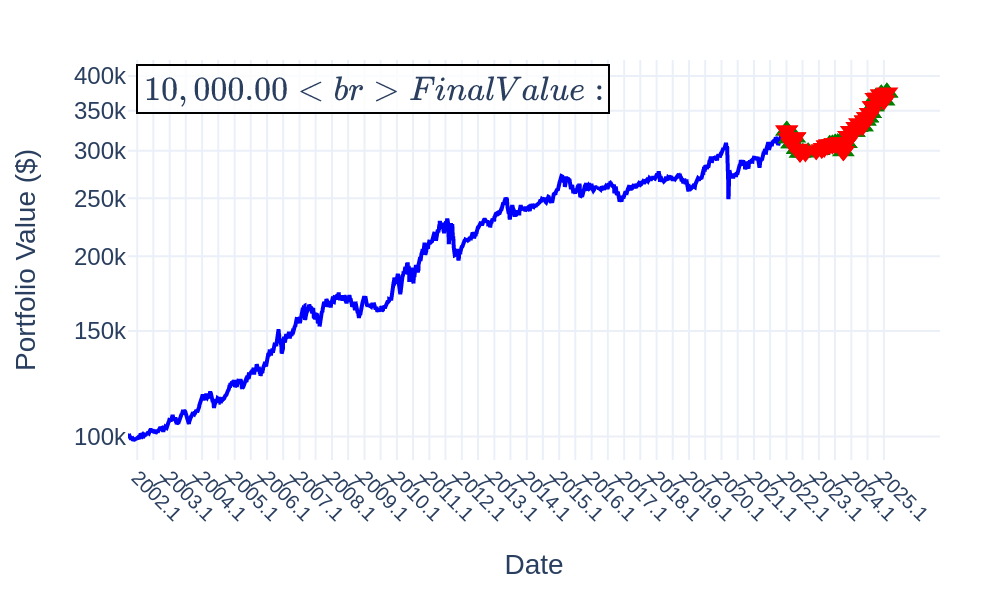 10,000.00 < br > FinalValue :
400k
350k
300k
250k
200k
150k
100k
Portfolio Value ($)
2002.1
2003.1
2004.1
2005.1
2006.1
2007.1
2008.1
2009.1
2010.1
2011.1
2012.1
2013.1
2014.1
2015.1
2016.1
2017.1
2018.1
2019.1
2020.1
2021.1
2022.1
2023.1
2024.1
2025.1
Date